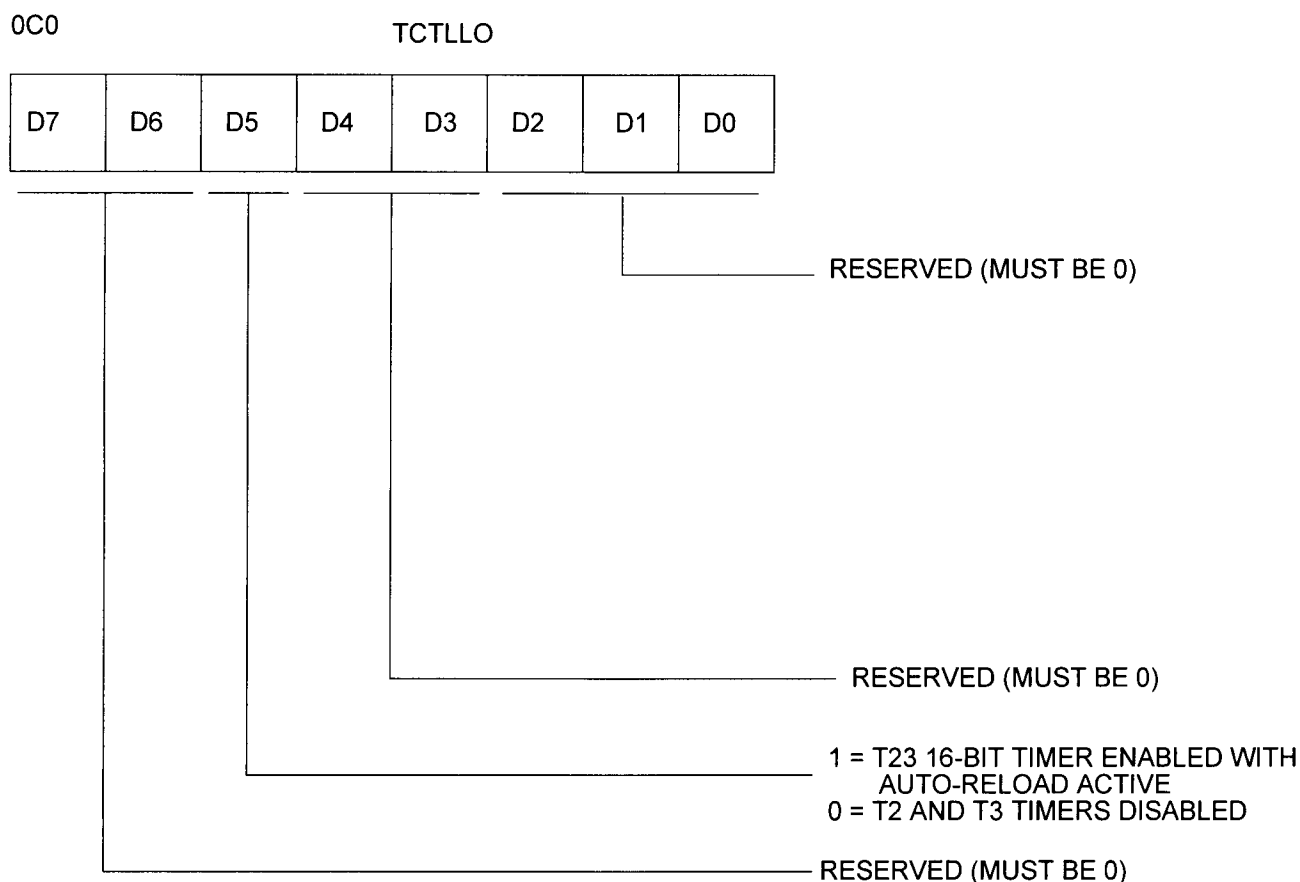 0C0
TCTLLO
D7 D6 D5 D4 D3 D2 D1 D0
RESERVED (MUST BE 0)
RESERVED (MUST BE 0)
1 = T23 16-BIT TIMER ENABLED WITH
AUTO-RELOAD ACTIVE
0 = T2 AND T3 TIMERS DISABLED
RESERVED (MUST BE 0)